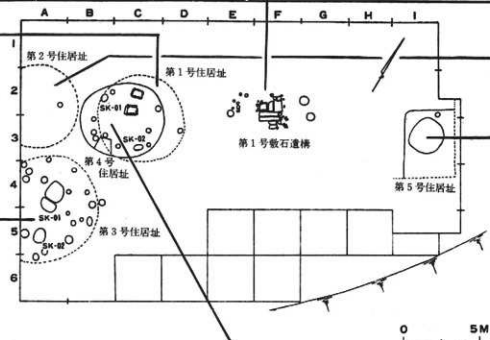 A B C D E F G H I
1
第2号住居址
第1号住居址
2
SK-01
第1号敷石遺構
3
SK-02
第4号
住居址
第5号住居址
4
SK-01
第3号住居址
5
SK-02
6
0 5M